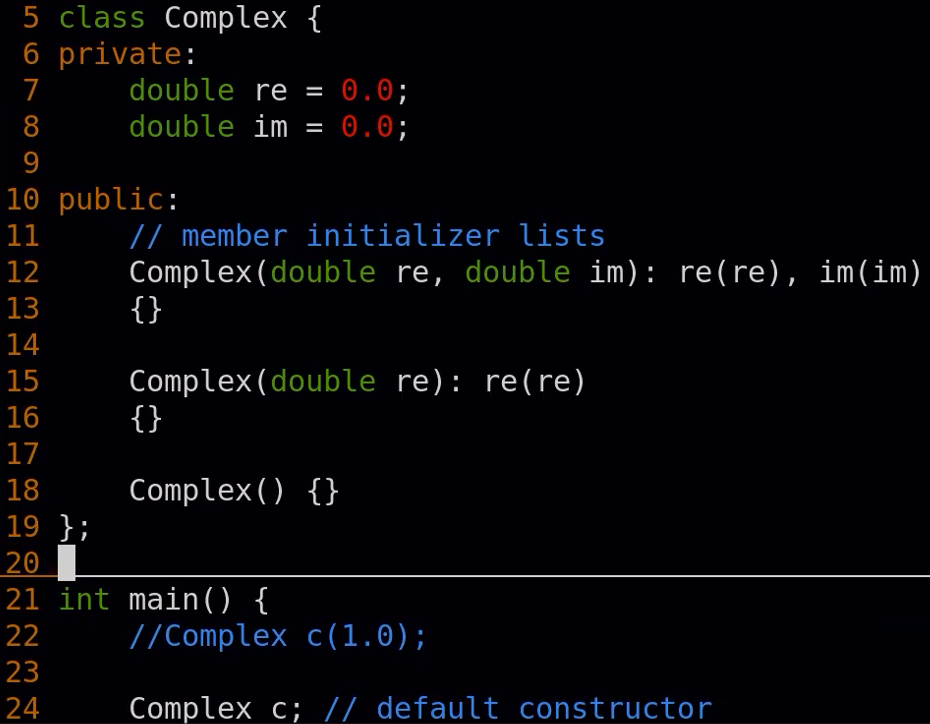 5 class Complex {
6 private:
7     double re = 0.0;
8     double im = 0.0;
9
10 public:
11     // member initializer lists
12     Complex(double re, double im): re(re), im(im)
13     {}
14
15     Complex(double re): re(re)
16     {}
17
18     Complex() {}
19 };
20
21 int main() {
22     //Complex c(1.0);
23
24     Complex c; // default constructor